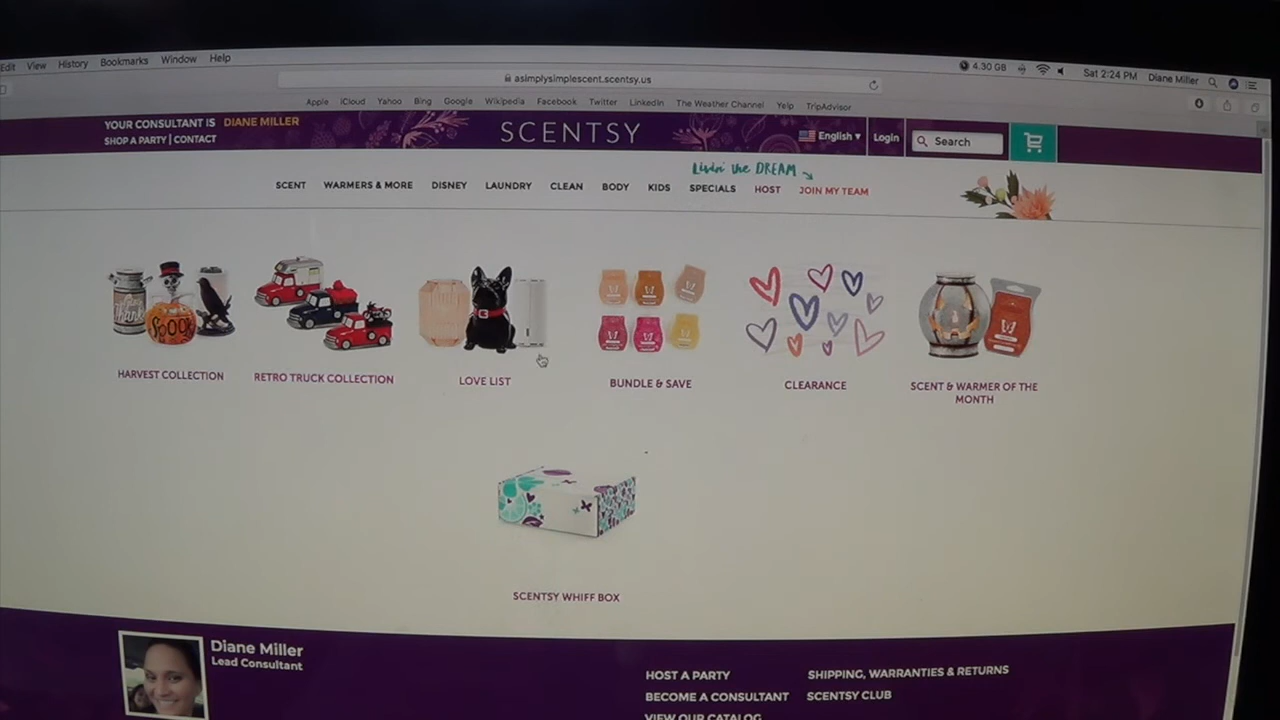 Edit View History Bookmarks Window Help
4.30 GB Sat 2:24 PM Diane Miller
asimplysimplescent.scentsy.us
Apple iCloud Yahoo Bing Google Wikipedia Facebook Twitter LinkedIn The Weather Channel Yelp TripAdvisor
YOUR CONSULTANT IS DIANE MILLER
SHOP A PARTY | CONTACT
SCENTSY
English
Login
Search
Livin' the DREAM
SCENT WARMERS & MORE DISNEY LAUNDRY CLEAN BODY KIDS SPECIALS HOST JOIN MY TEAM
SPOOK
HARVEST COLLECTION
RETRO TRUCK COLLECTION
LOVE LIST
BUNDLE & SAVE
CLEARANCE
SCENT & WARMER OF THE
MONTH
SCENTSY WHIFF BOX
Diane Miller
Lead Consultant
HOST A PARTY
BECOME A CONSULTANT
VIEW OUR CATALOG
SHIPPING, WARRANTIES & RETURNS
SCENTSY CLUB